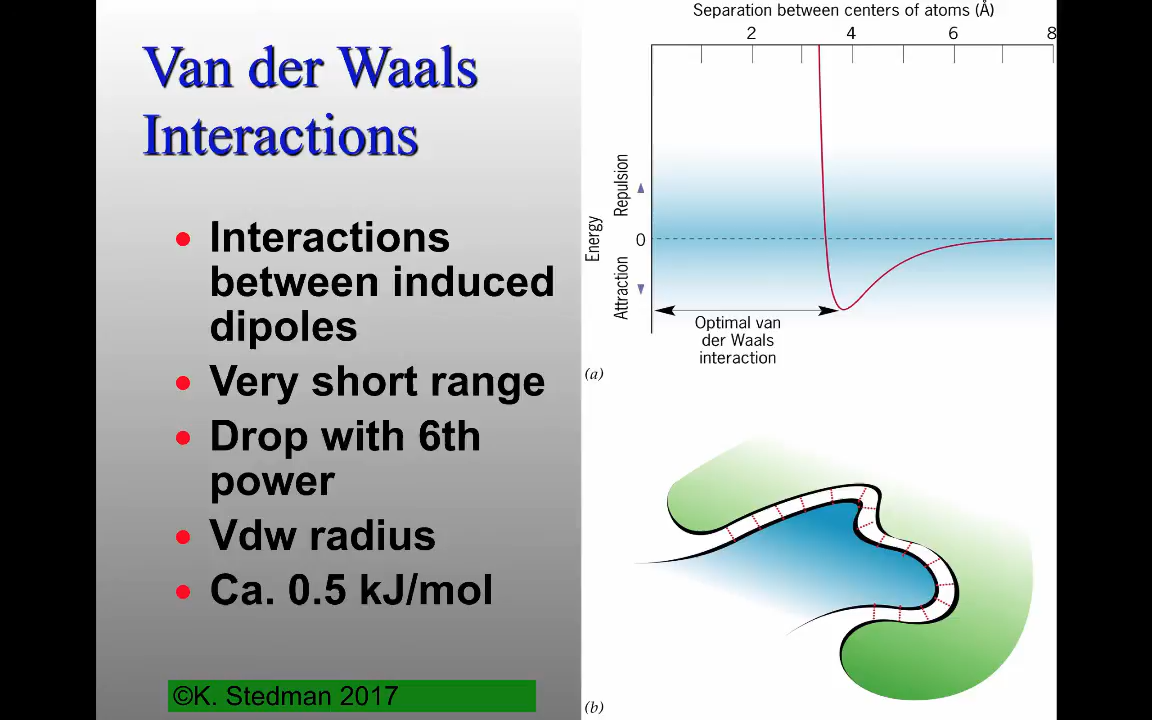 Van der Waals
Interactions
Interactions
between induced
dipoles
Very short range
Drop with 6th
power
Vdw radius
Ca. 0.5 kJ/mol
©K. Stedman 2017
Separation between centers of atoms (Å)
2 4 6 8
Energy
Repulsion
0
Attraction
Optimal van
der Waals
interaction
(a)
(b)